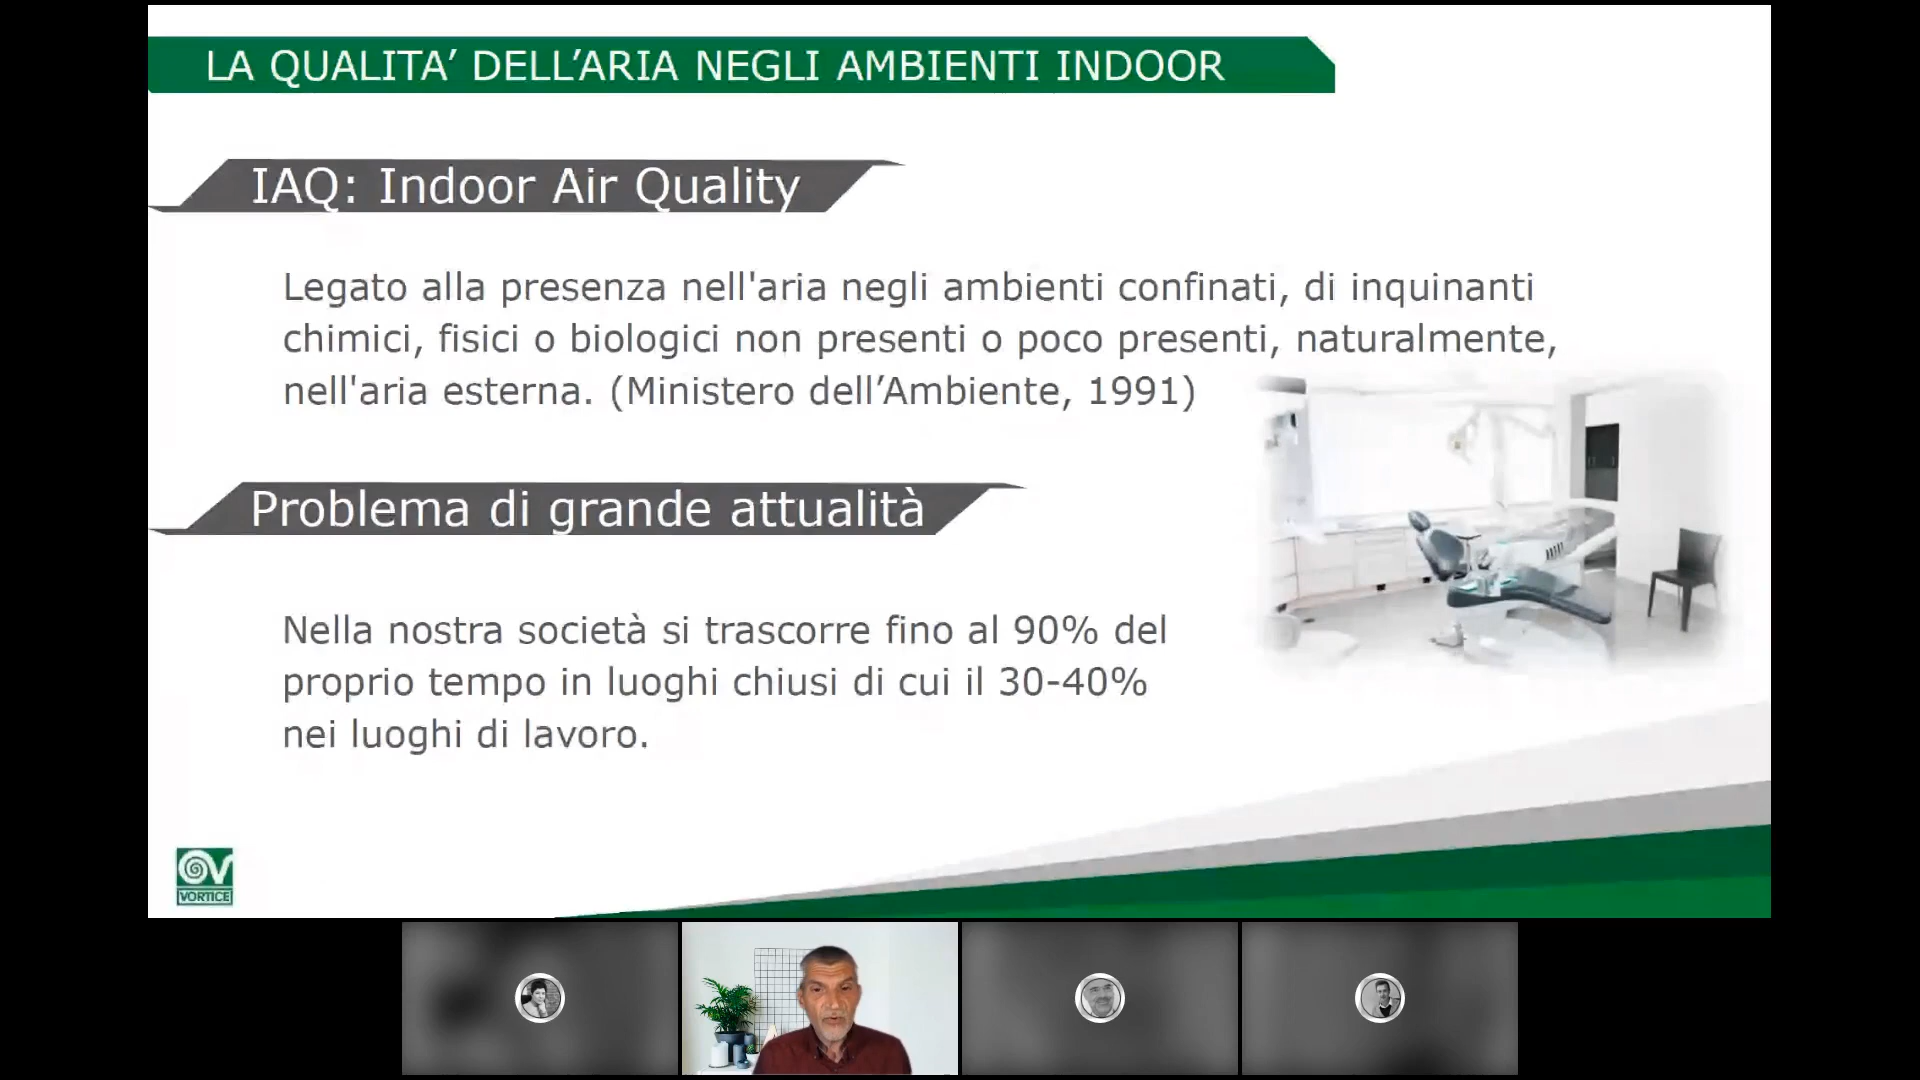 LA QUALITA’ DELL’ARIA NEGLI AMBIENTI INDOOR
IAQ: Indoor Air Quality
Legato alla presenza nell'aria negli ambienti confinati, di inquinanti
chimici, fisici o biologici non presenti o poco presenti, naturalmente,
nell'aria esterna. (Ministero dell’Ambiente, 1991)
Problema di grande attualità
Nella nostra società si trascorre fino al 90% del
proprio tempo in luoghi chiusi di cui il 30-40%
nei luoghi di lavoro.
VORTICE